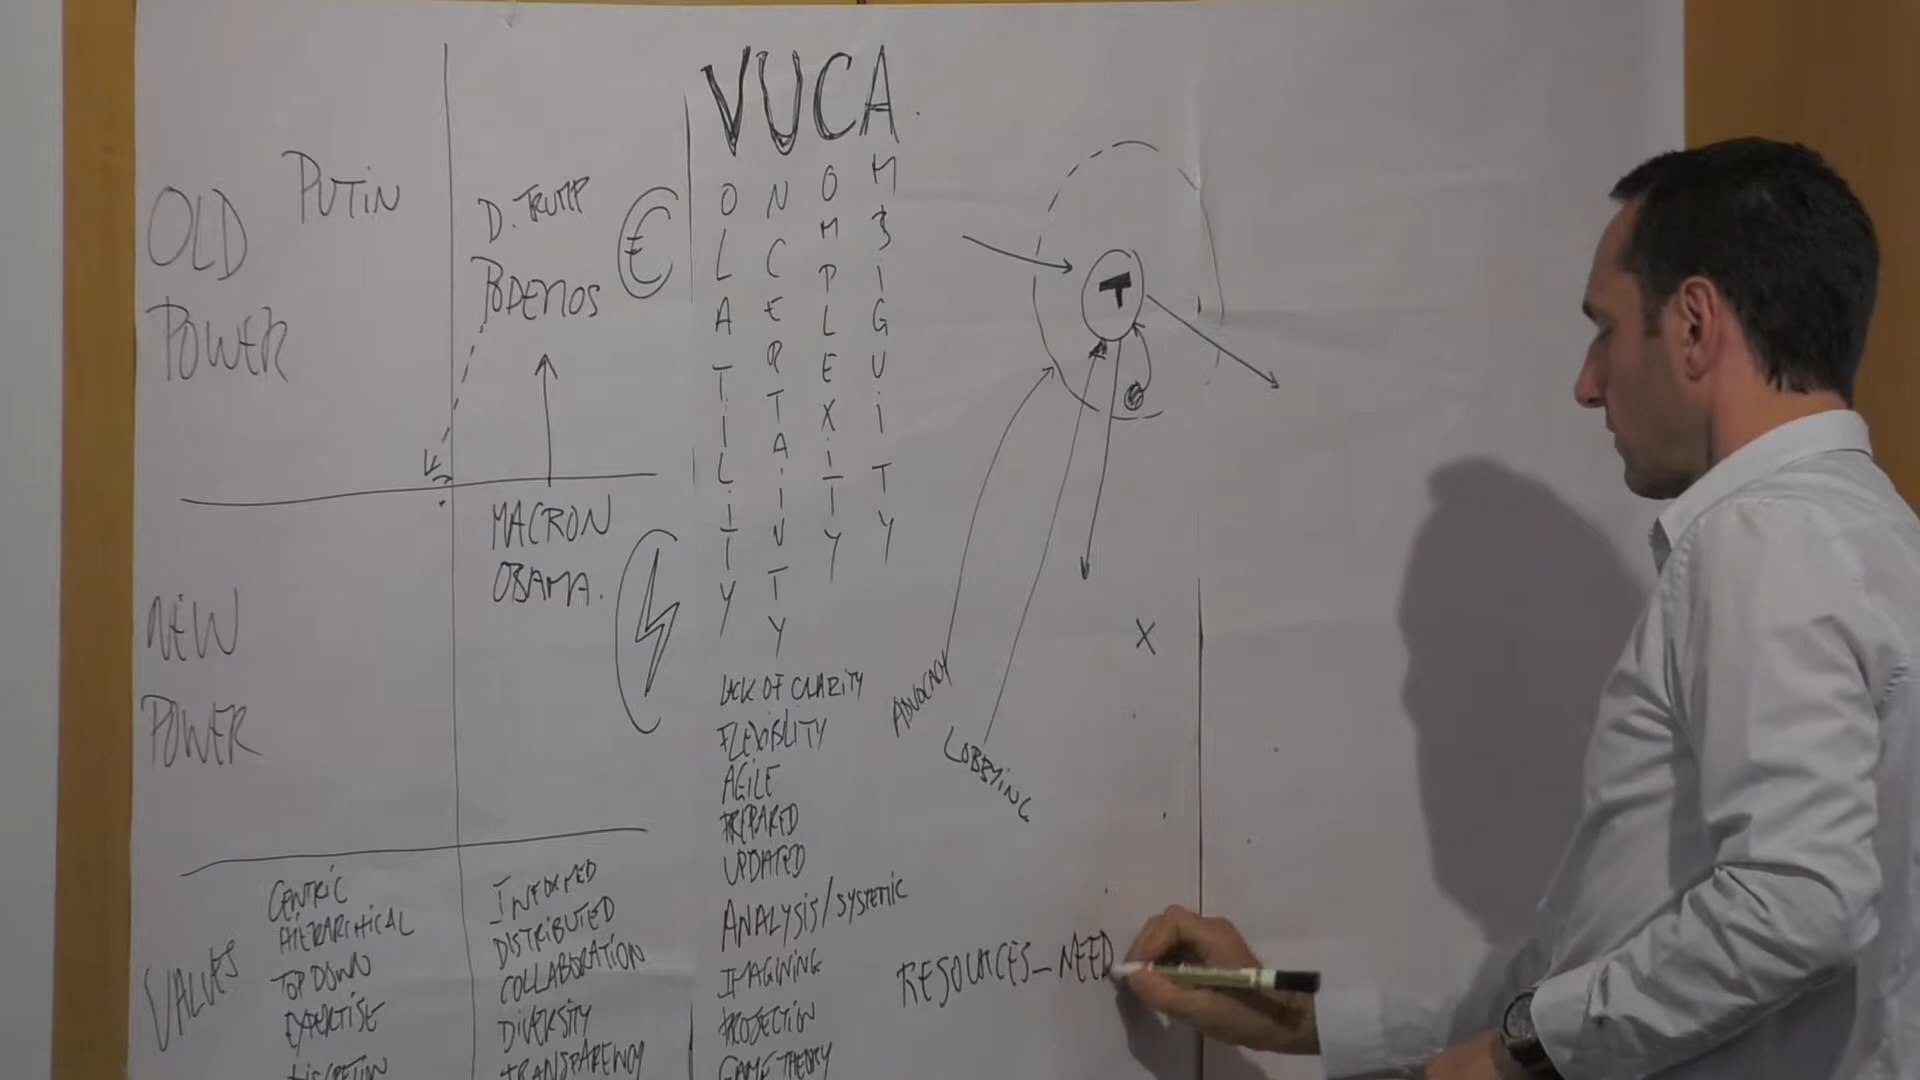 OLD
POWER
PUTIN
D. TRUMP
PODEMOS
€
NEW
POWER
MACRON
OBAMA.
VALUES
CENTRIC
HIERARCHICAL
TOP DOWN
EXPERTISE
DISCRETION
INFORMED
DISTRIBUTED
COLLABORATION
DIVERSITY
TRANSPARENCY
VUCA
VOLATILITY
UNCERTAINTY
COMPLEXITY
AMBIGUITY
LACK OF CLARITY
FLEXIBILITY
AGILE
PREPARED
UPDATED
ANALYSIS/SYSTEMIC
IMAGINING
PROJECTION
GAME THEORY
T
X
ADVOCACY
LOBBYING
RESOURCES-NEED